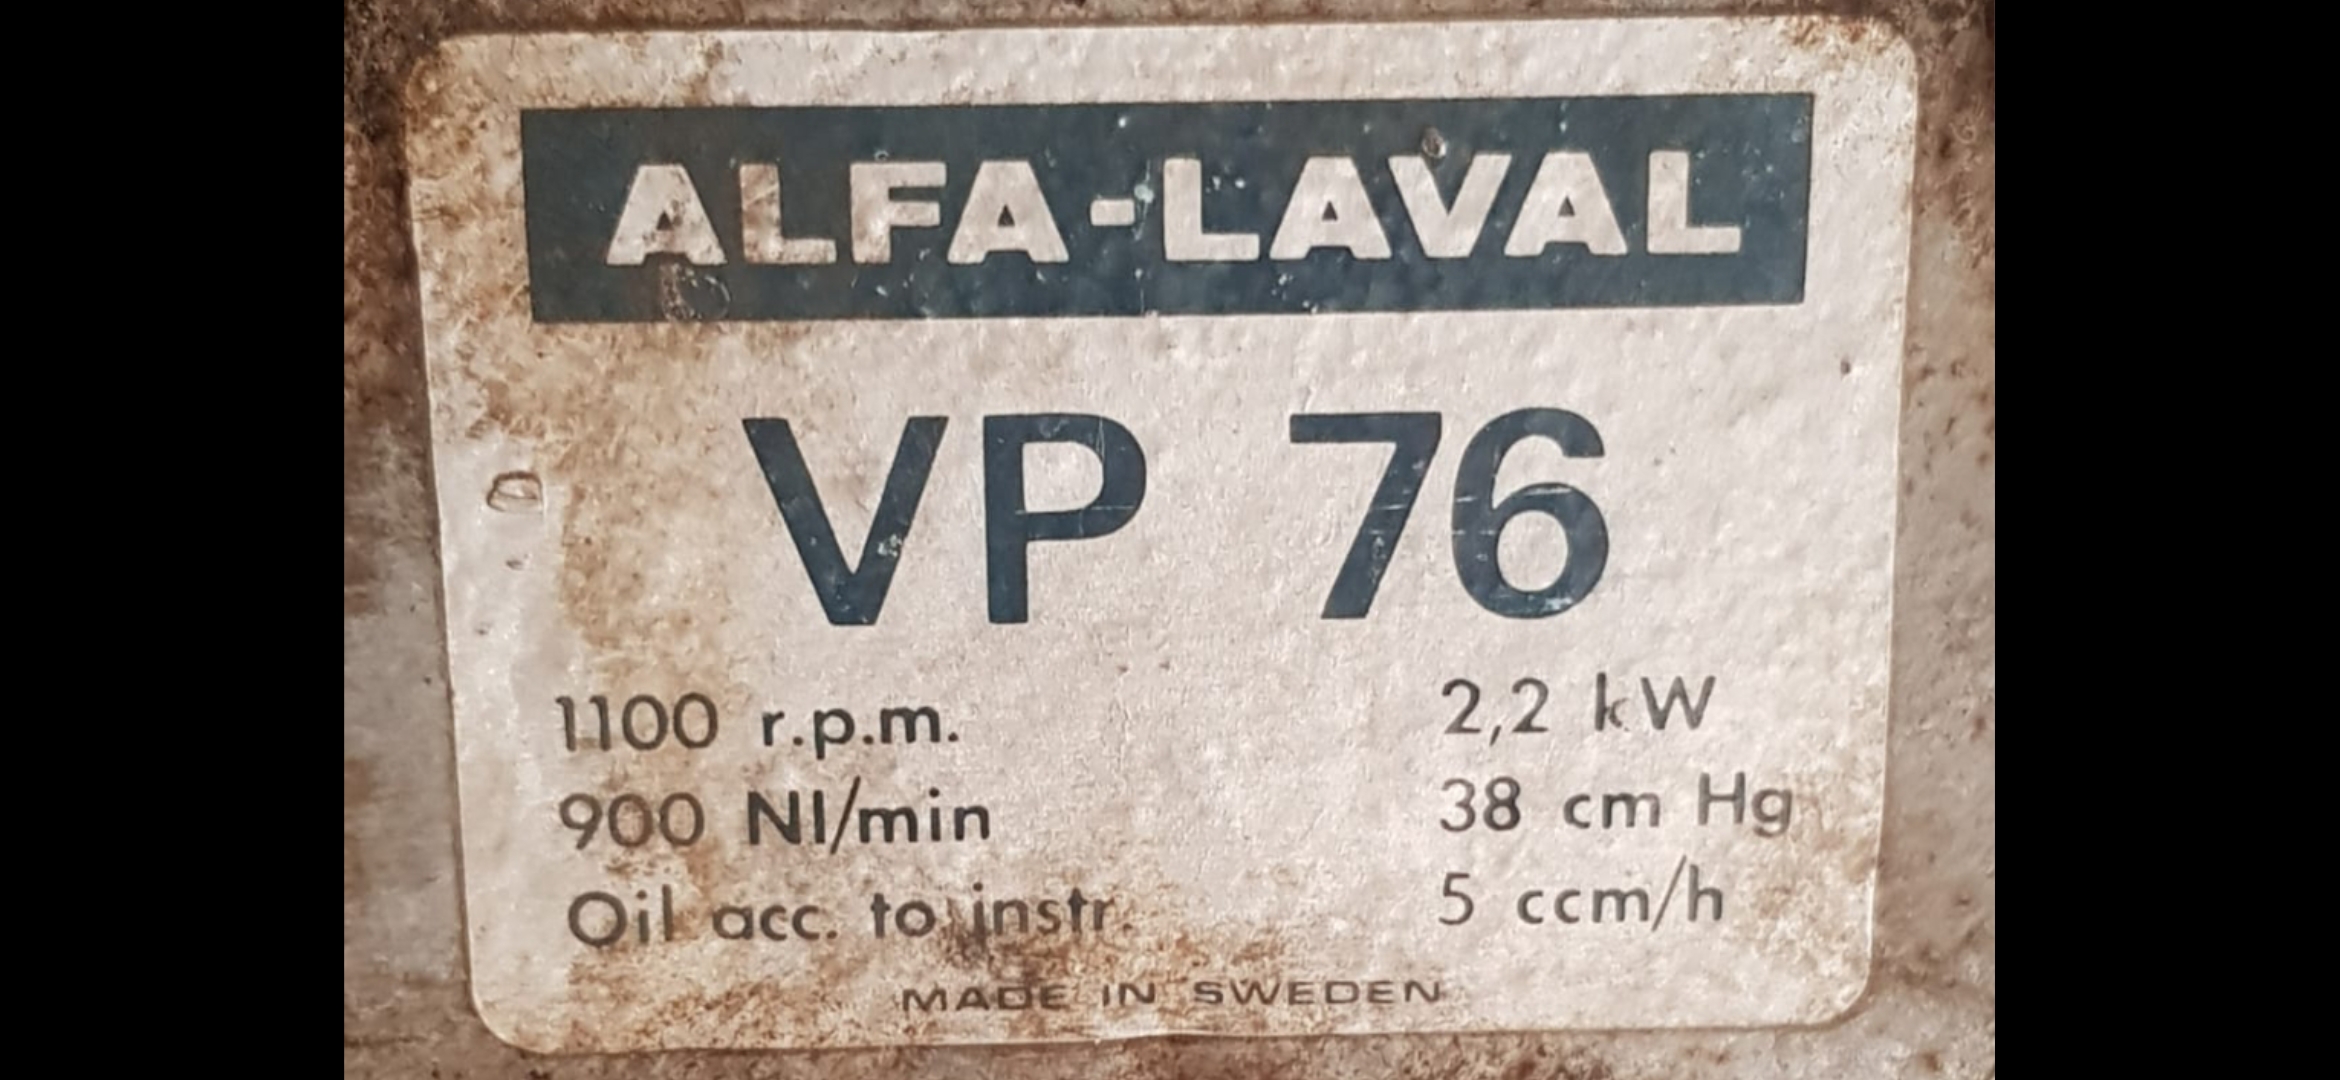 ALFA-LAVAL
VP 76
1100 r.p.m. 2,2 kW
900 Nl/min 38 cm Hg
Oil acc. to instr. 5 ccm/h
MADE IN SWEDEN